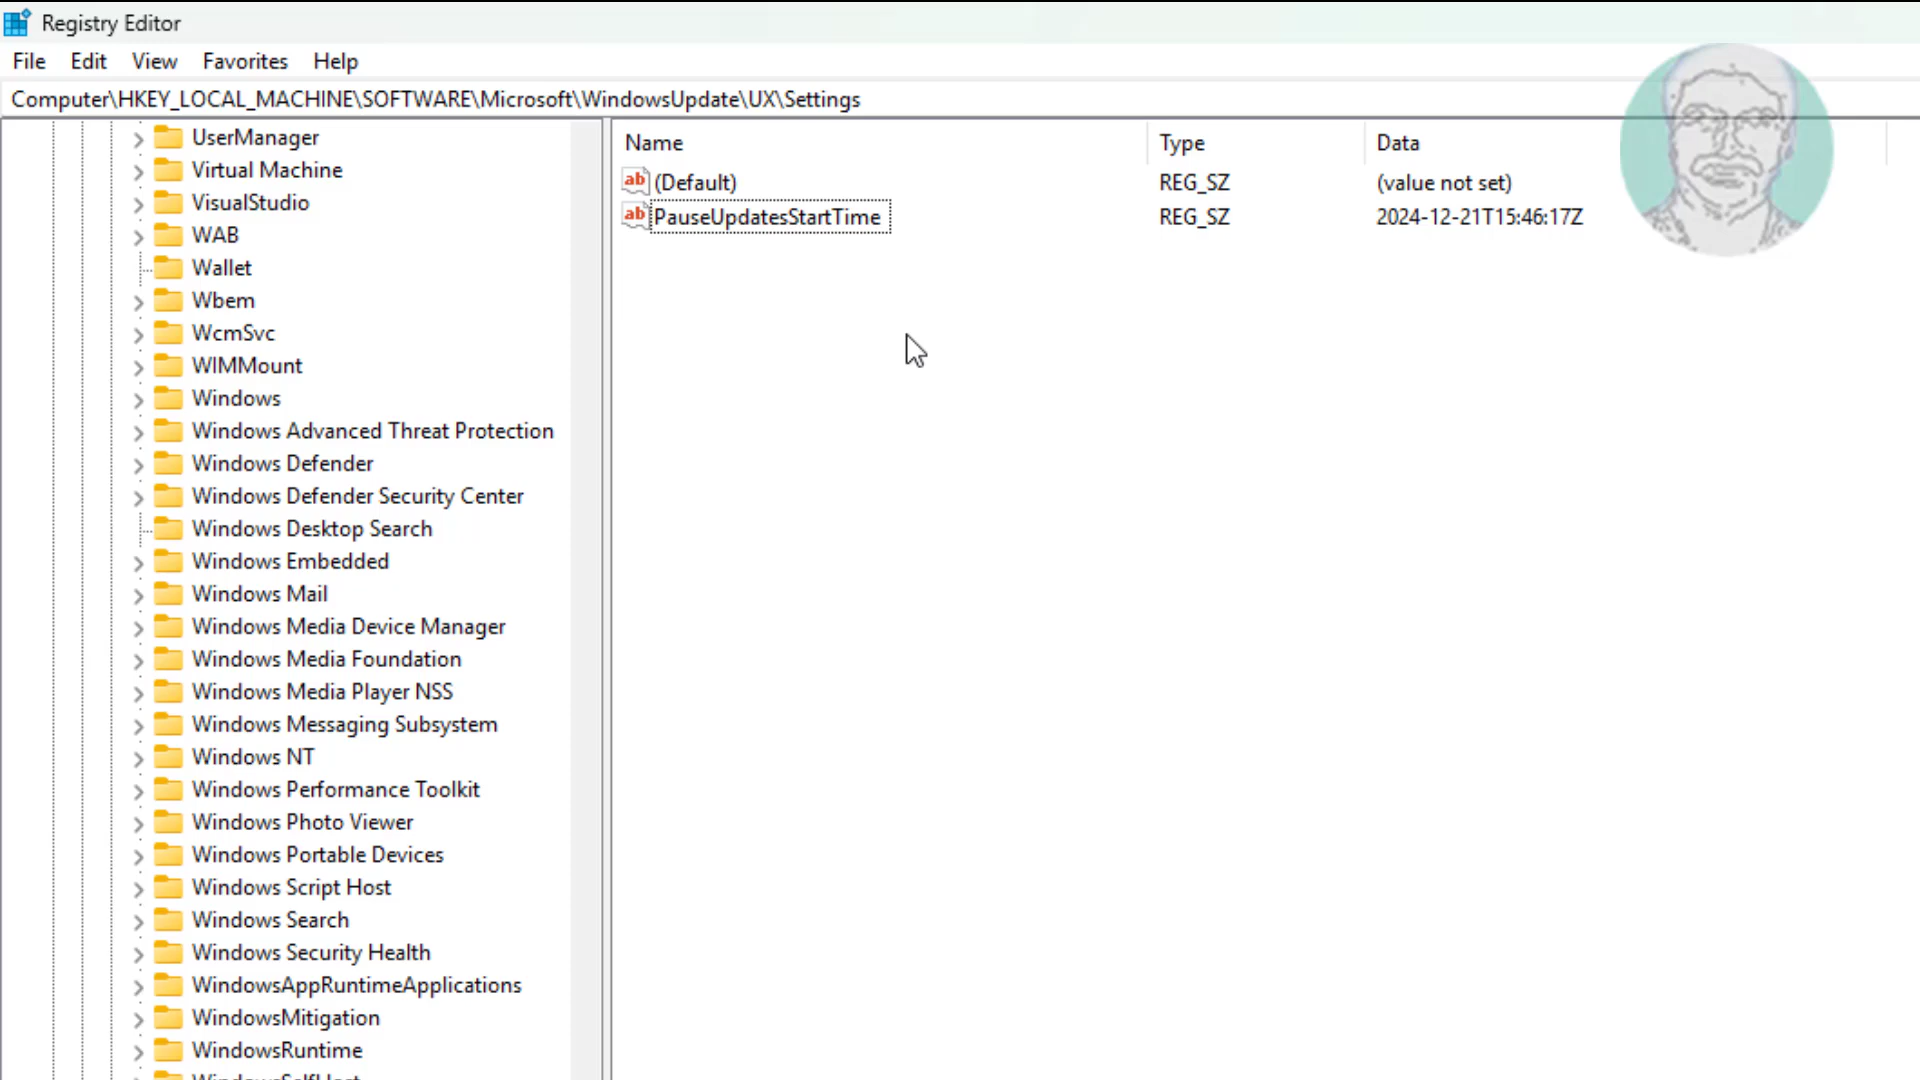 Registry Editor
File Edit View Favorites Help
Computer\HKEY_LOCAL_MACHINE\SOFTWARE\Microsoft\WindowsUpdate\UX\Settings
UserManager
Virtual Machine
VisualStudio
WAB
Wallet
Wbem
WcmSvc
WIMMount
Windows
Windows Advanced Threat Protection
Windows Defender
Windows Defender Security Center
Windows Desktop Search
Windows Embedded
Windows Mail
Windows Media Device Manager
Windows Media Foundation
Windows Media Player NSS
Windows Messaging Subsystem
Windows NT
Windows Performance Toolkit
Windows Photo Viewer
Windows Portable Devices
Windows Script Host
Windows Search
Windows Security Health
WindowsAppRuntimeApplications
WindowsMitigation
WindowsRuntime
WindowsSelfHost
Name Type Data
ab (Default) REG_SZ (value not set)
ab PauseUpdatesStartTime REG_SZ 2024-12-21T15:46:17Z